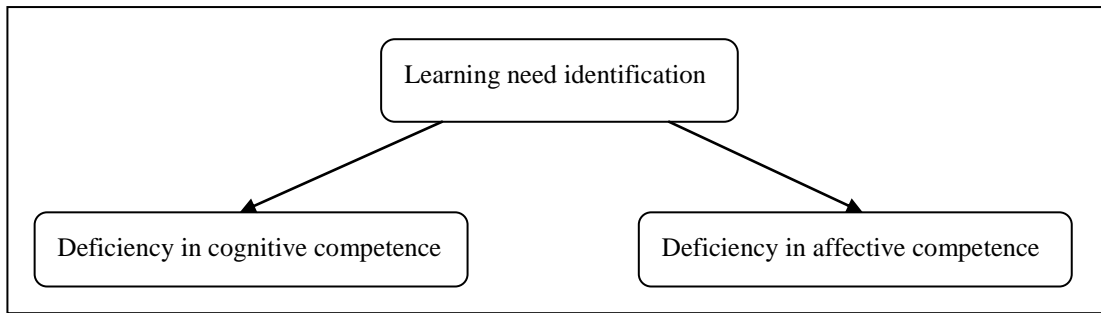 Learning need identification
Deficiency in cognitive competence
Deficiency in affective competence